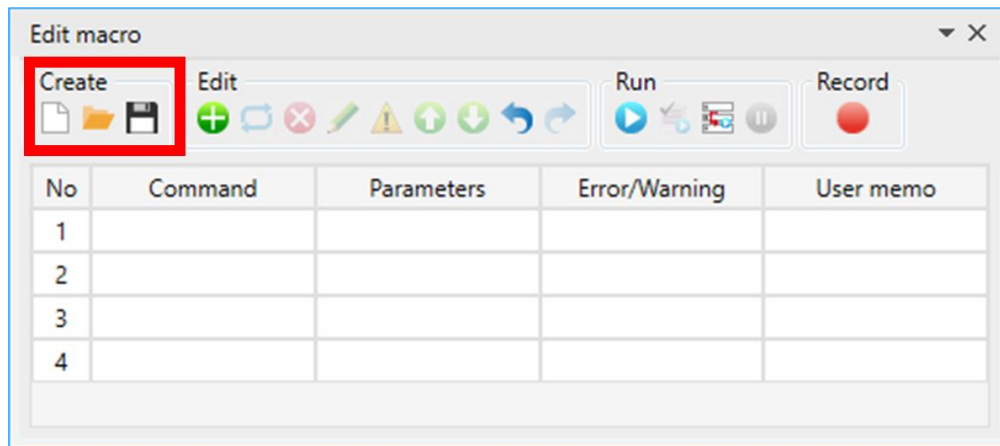 Edit macro
Create Edit Run Record
No Command Parameters Error/Warning User memo
1
2
3
4